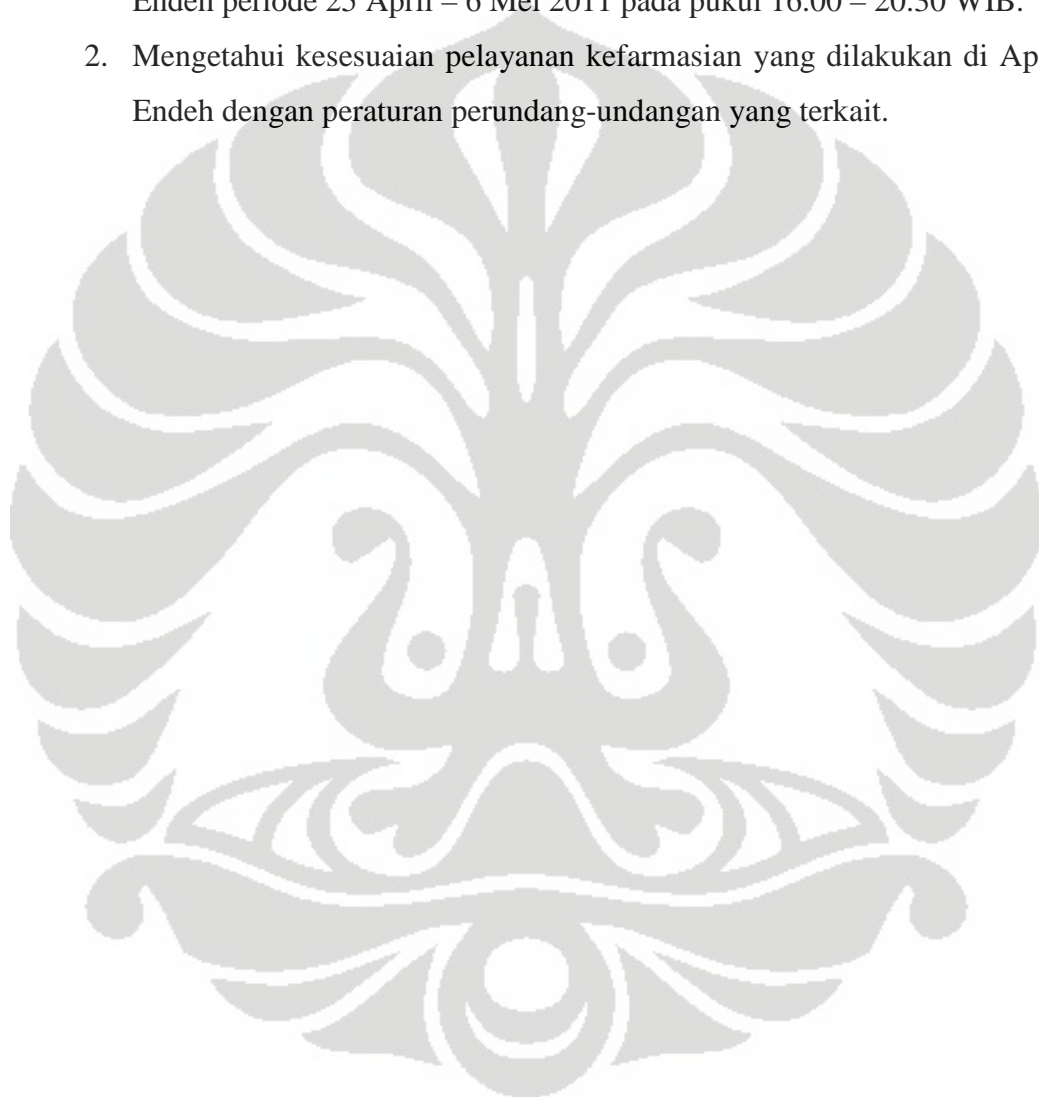 Endeh periode 25 April – 6 Mei 2011 pada pukul 16.00 – 20.30 WIB.
2. Mengetahui kesesuaian pelayanan kefarmasian yang dilakukan di Ap
Endeh dengan peraturan perundang-undangan yang terkait.